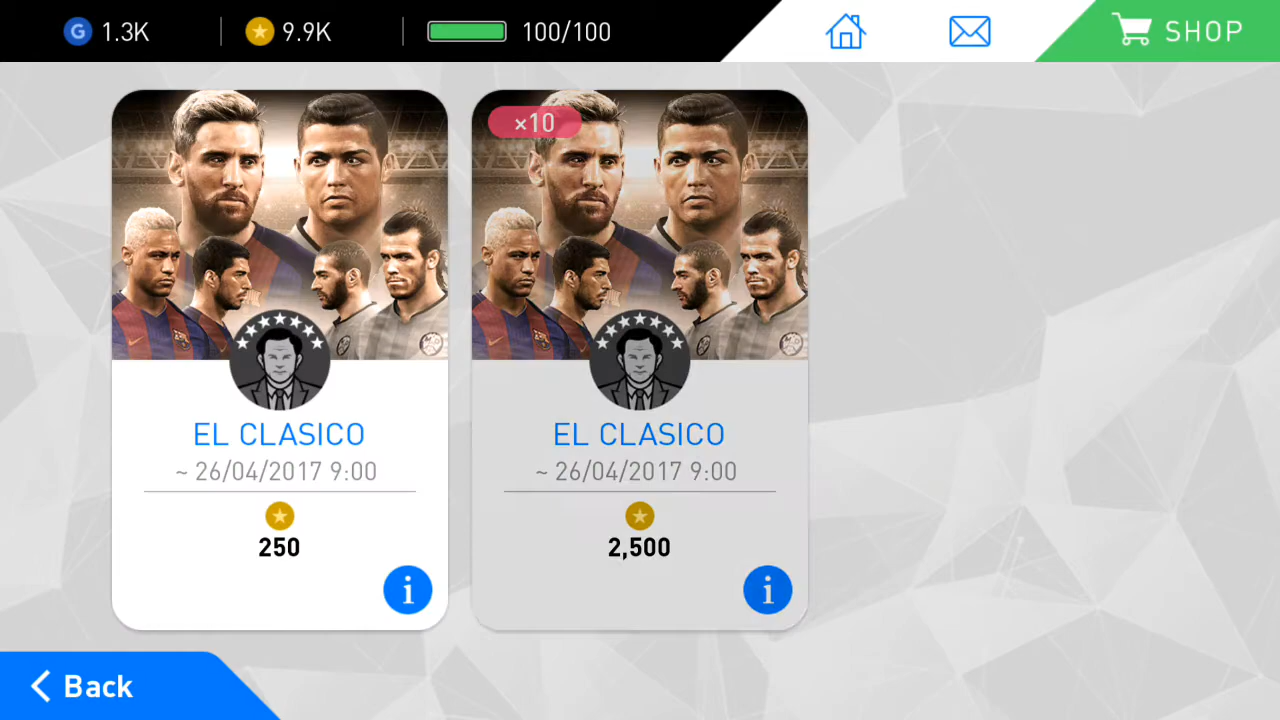 G 1.3K 9.9K 100/100 SHOP
×10
EL CLASICO
~ 26/04/2017 9:00
250
i
EL CLASICO
~ 26/04/2017 9:00
2,500
i
Back